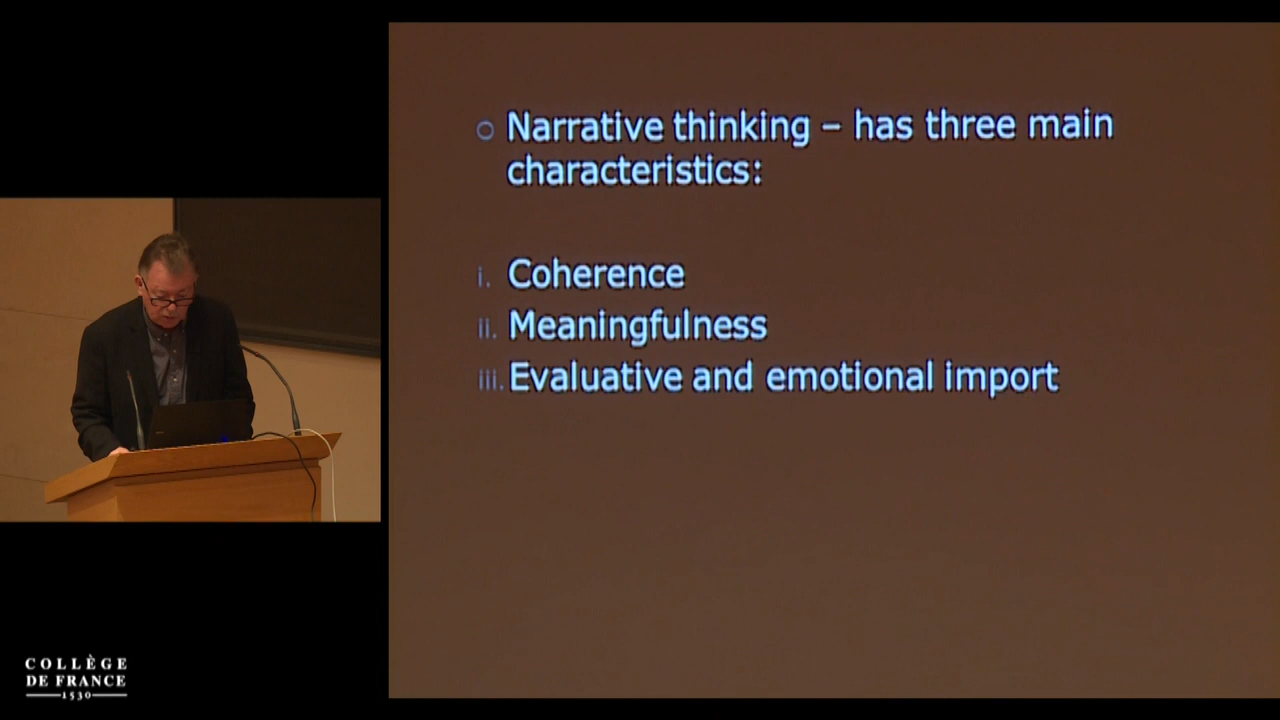 ○ Narrative thinking – has three main
characteristics:
i. Coherence
ii. Meaningfulness
iii. Evaluative and emotional import
COLLÈGE
DE FRANCE
1530